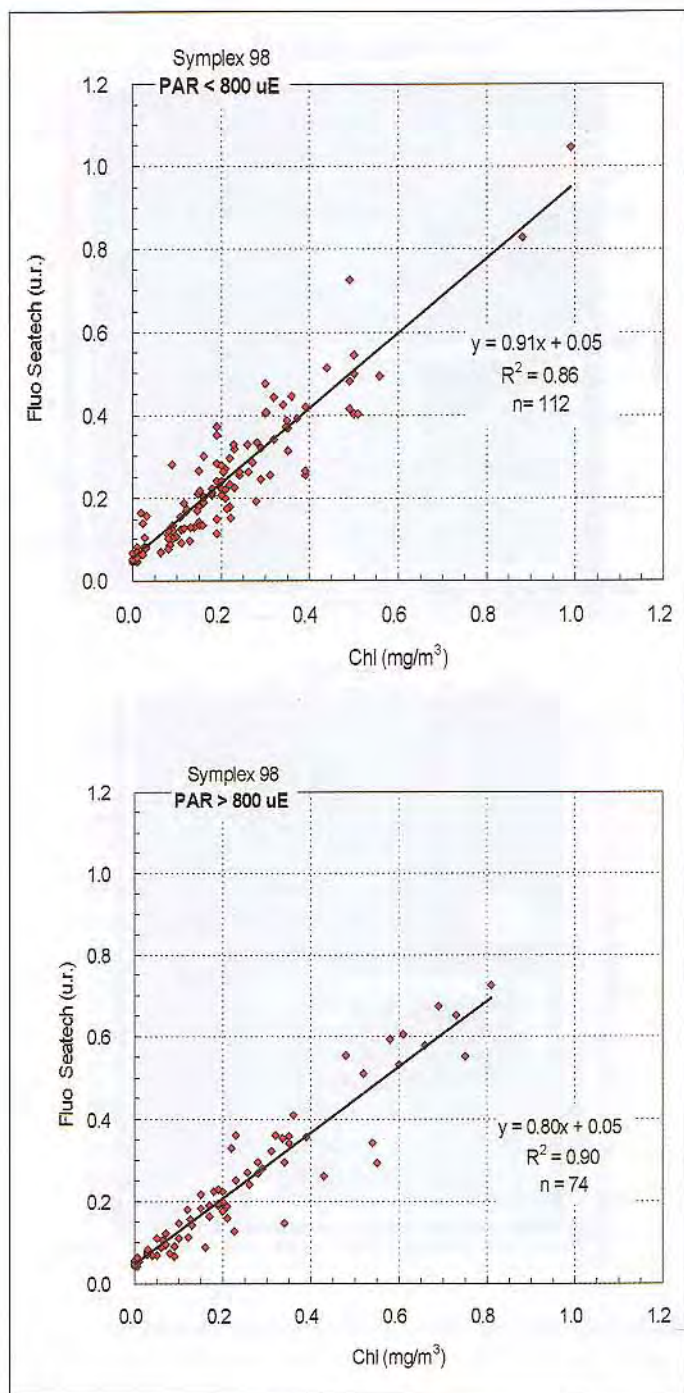 Symplex 98
PAR < 800 uE
1.2
1.0
0.8
0.6
0.4
0.2
0.0
Fluo Seatech (u.r.)
y = 0.91x + 0.05
R² = 0.86
n= 112
0.0 0.2 0.4 0.6 0.8 1.0 1.2
Chl (mg/m³)
Symplex 98
PAR > 800 uE
1.2
1.0
0.8
0.6
0.4
0.2
0.0
Fluo Seatech (u.r.)
y = 0.80x + 0.05
R² = 0.90
n = 74
0.0 0.2 0.4 0.6 0.8 1.0 1.2
Chl (mg/m³)